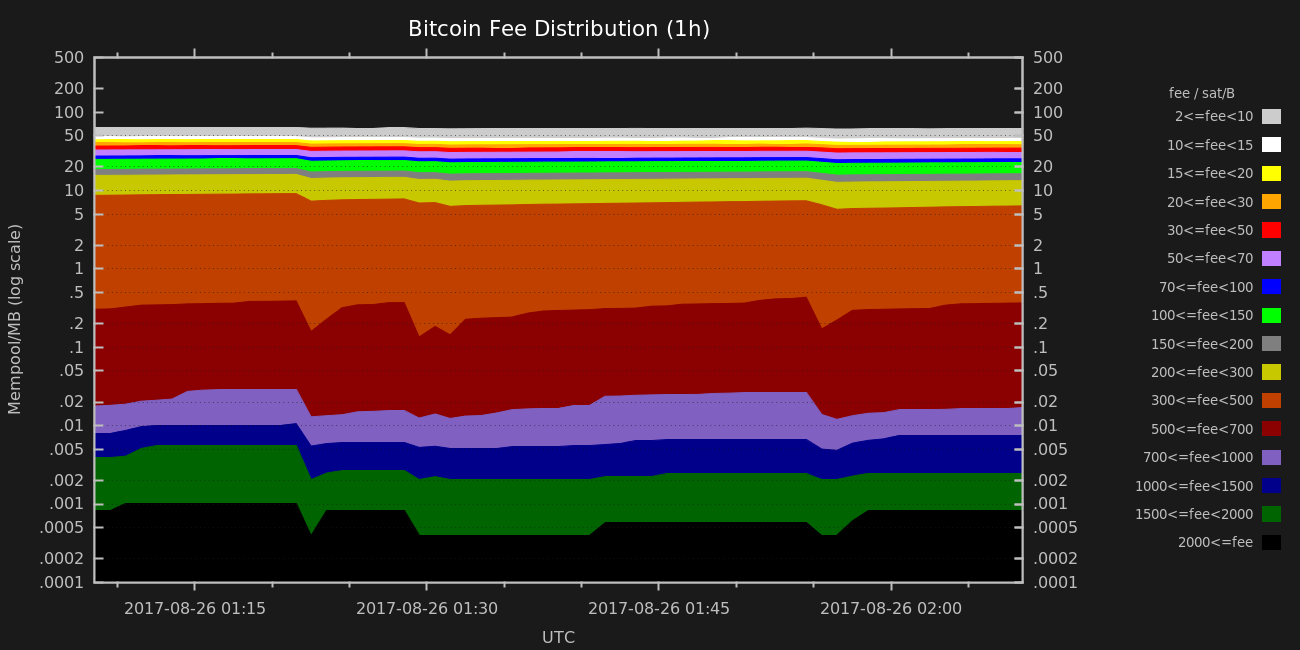 Bitcoin Fee Distribution (1h)
500
200
100
50
20
10
5
2
1
.5
.2
.1
.05
.02
.01
.005
.002
.001
.0005
.0002
.0001
Mempool/MB (log scale)
500
200
100
50
20
10
5
2
1
.5
.2
.1
.05
.02
.01
.005
.002
.001
.0005
.0002
.0001
2017-08-26 01:15
2017-08-26 01:30
2017-08-26 01:45
2017-08-26 02:00
UTC
fee / sat/B
2<=fee<10
10<=fee<15
15<=fee<20
20<=fee<30
30<=fee<50
50<=fee<70
70<=fee<100
100<=fee<150
150<=fee<200
200<=fee<300
300<=fee<500
500<=fee<700
700<=fee<1000
1000<=fee<1500
1500<=fee<2000
2000<=fee